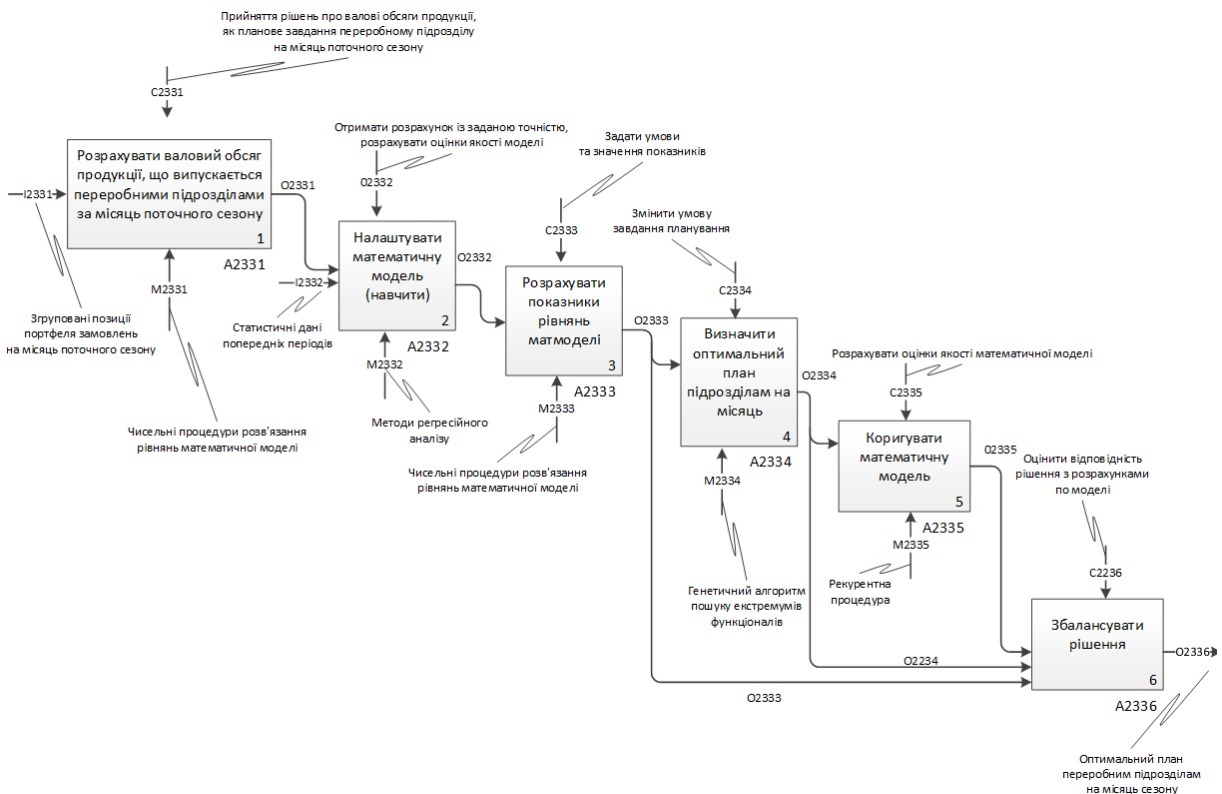 Прийняття рішень про валові обсяги продукції,
як планове завдання переробному підрозділу
на місяць поточного сезону
C2331
Розрахувати валовий обсяг
продукції, що випускається
переробними підрозділами
за місяць поточного сезону
1
I2331
O2331
A2331
M2331
Згруповані позиції
портфеля замовлень
на місяць поточного сезону
Чисельні процедури розв'язання
рівнянь математичної моделі
Отримати розрахунок із заданою точністю,
розрахувати оцінки якості моделі
O2332
Налаштувати
математичну
модель
(навчити)
2
I2332
O2332
Статистичні дані
попередніх періодів
A2332
M2332
Методи регресійного
аналізу
Задати умови
та значення показників
C2333
Розрахувати
показники
рівнянь
матмоделі
3
O2333
A2333
M2333
Чисельні процедури розв'язання
рівнянь математичної моделі
Змінити умову
завдання планування
C2334
Визначити
оптимальний
план
підрозділам на
місяць
4
O2334
A2334
M2334
Генетичний алгоритм
пошуку екстремумів
функціоналів
Розрахувати оцінки якості математичної моделі
C2335
Коригувати
математичну
модель
5
O2335
A2335
M2335
Рекурентна
процедура
Оцінити відповідність
рішення з розрахунками
по моделі
C2236
Збалансувати
рішення
6
O2234
O2333
O2336
A2336
Оптимальний план
переробним підрозділам
на місяць сезону